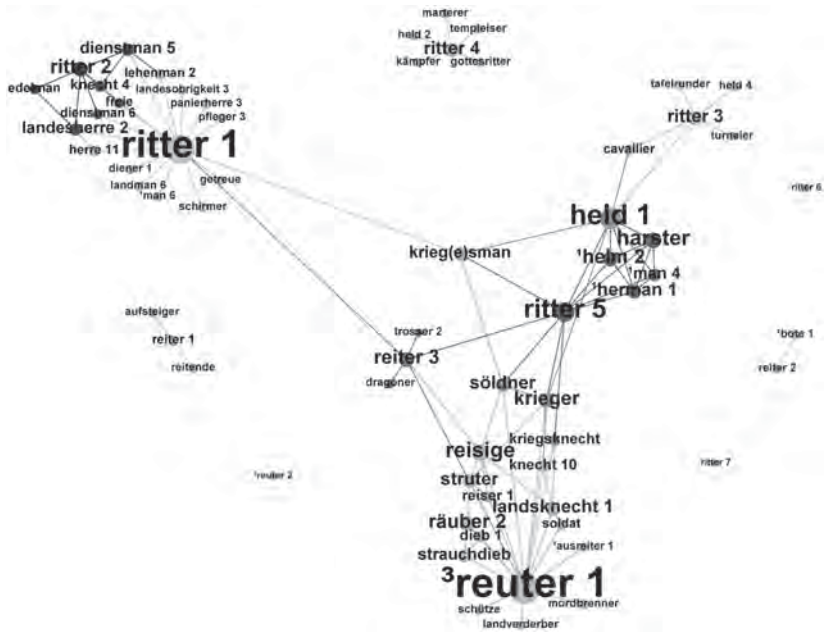 marterer
templeiser
held 2
ritter 4
kämpfer
gottesritter
dienstman 5
ritter 2
lehenman 2
edelman
knecht 4
landesobrigkeit 3
freie
panierherre 3
dienstman 6
pfleger 3
landesherre 2
ritter 1
herre 11
diener 1
getreue
landman 6
¹man 6
schirmer
tafelrunder
held 4
ritter 3
turneier
cavallier
ritter 6
held 1
harster
krieg(e)sman
¹helm 2
¹man 4
¹herman 1
ritter 5
aufsteiger
reiter 1
reitende
trosser 2
reiter 3
dragoner
¹bote 1
reiter 2
söldner
krieger
kriegsknecht
reisige
knecht 10
ritter 7
struter
reiser 1
landsknecht 1
räuber 2
soldat
dieb 1
strauchdieb
¹ausreiter 1
³reuter 1
schütze
mordbrenner
landverderber